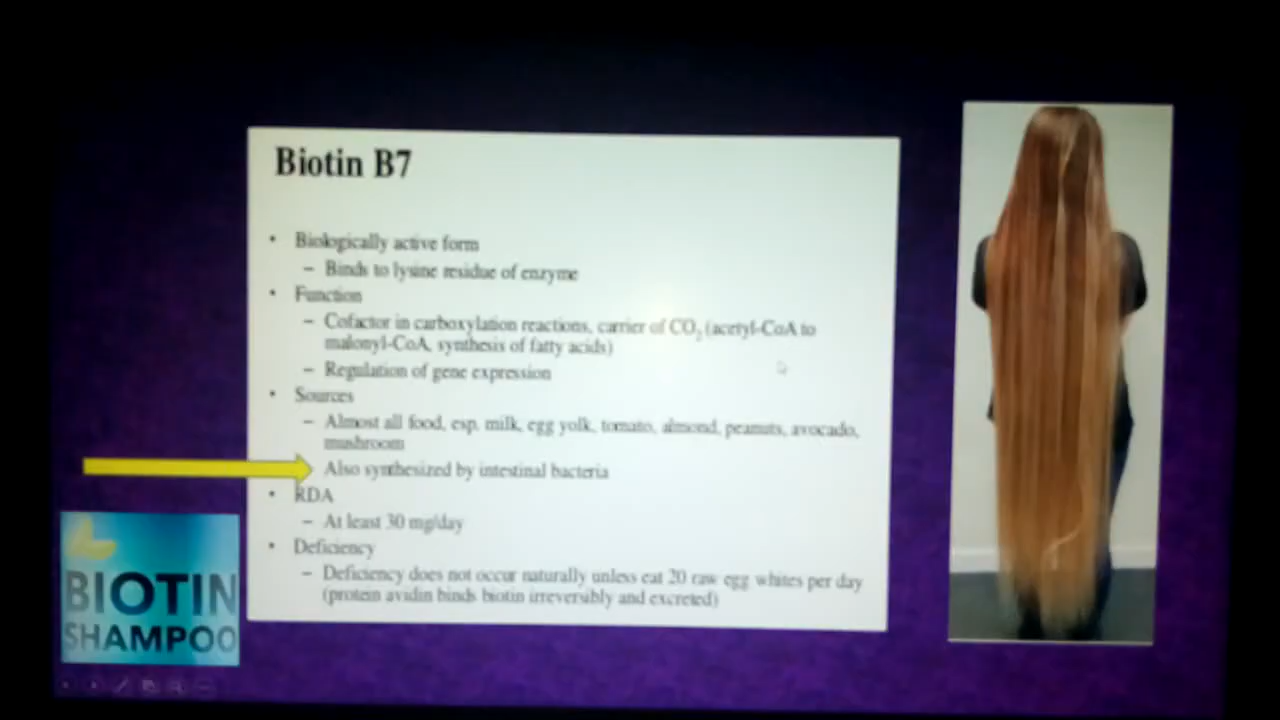 Biotin B7
• Biologically active form
– Binds to lysine residue of enzyme
• Function
– Cofactor in carboxylation reactions, carrier of CO₂ (acetyl-CoA to
malonyl-CoA, synthesis of fatty acids)
– Regulation of gene expression
• Sources
– Almost all food, esp. milk, egg yolk, tomato, almond, peanuts, avocado,
mushroom
Also synthesized by intestinal bacteria
• RDA
– At least 30 mg/day
• Deficiency
– Deficiency does not occur naturally unless eat 20 raw egg whites per day
(protein avidin binds biotin irreversibly and excreted)
BIOTIN
SHAMPOO